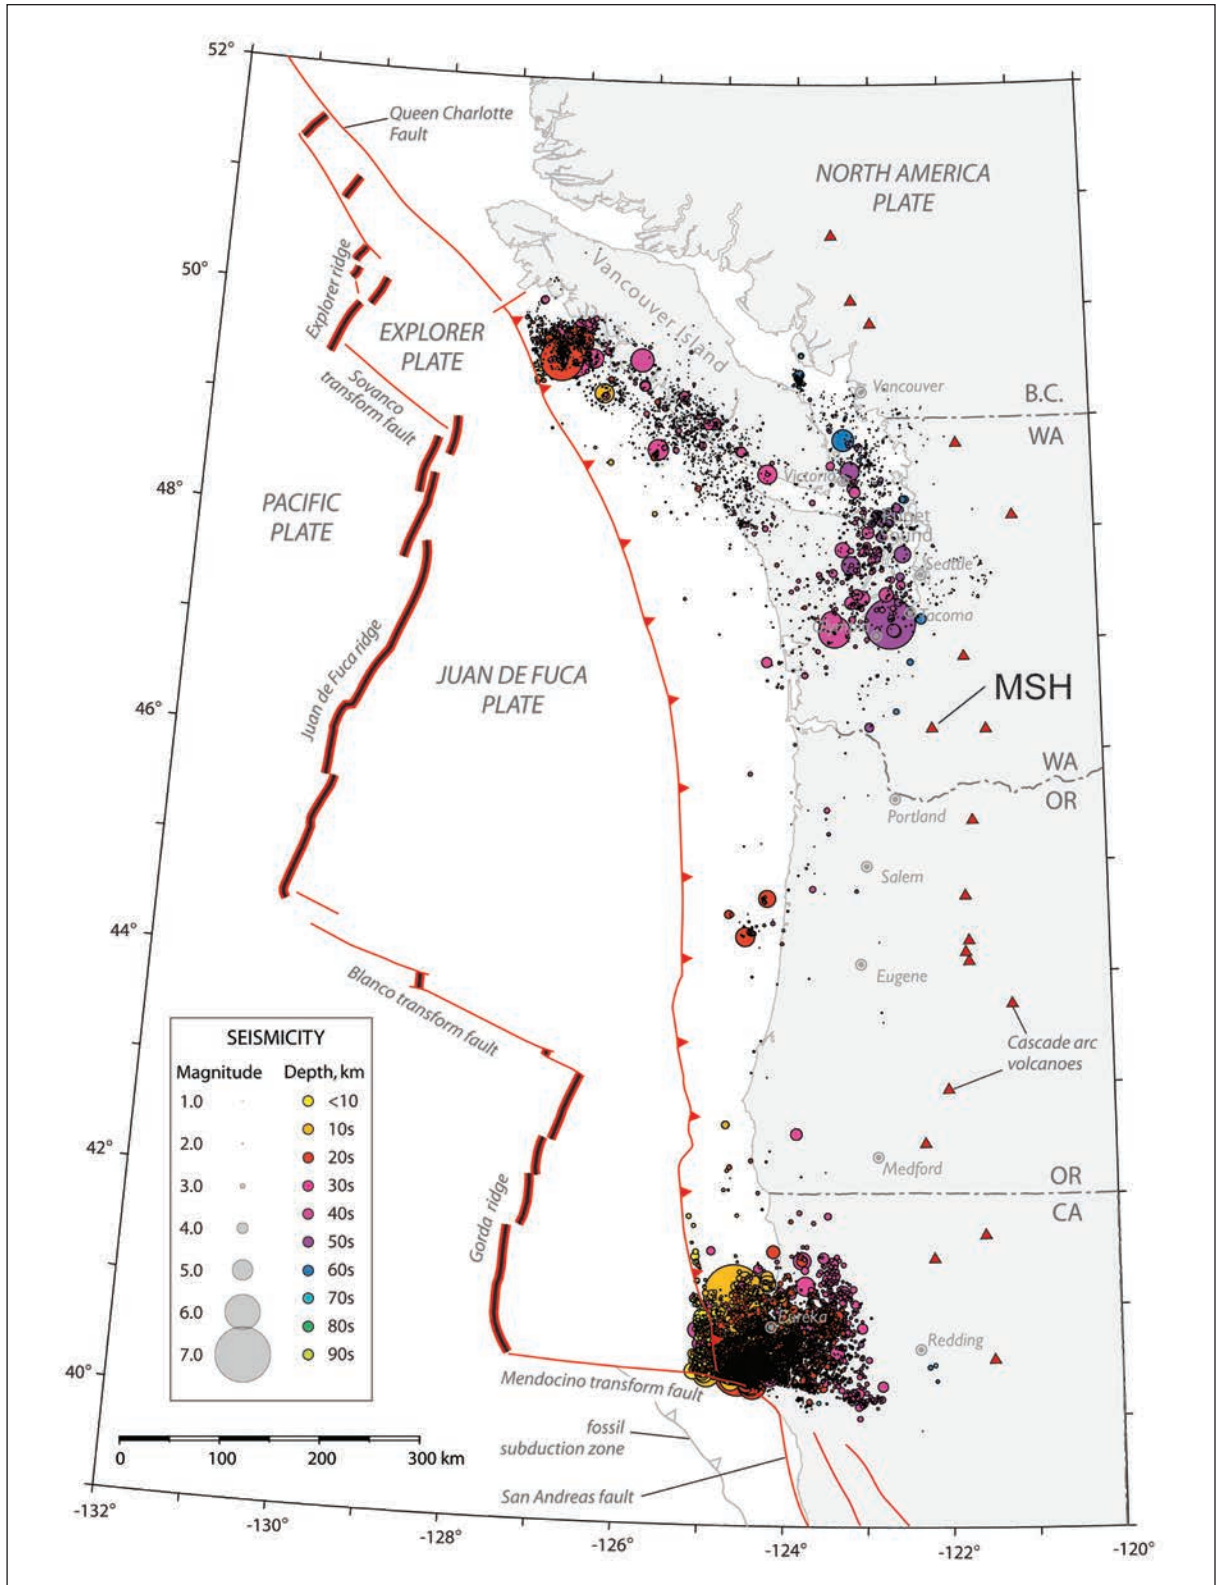 52°
Queen Charlotte
Fault
NORTH AMERICA
PLATE
50°
Explorer ridge
Vancouver Island
EXPLORER
PLATE
Sovanco
transform fault
Vancouver
B.C.
WA
48°
PACIFIC
PLATE
Victoria
Seattle
Tacoma
Juan de Fuca ridge
JUAN DE FUCA
PLATE
MSH
46°
WA
OR
Portland
Salem
44°
Eugene
Blanco transform fault
Cascade arc
volcanoes
SEISMICITY
Magnitude Depth, km
1.0 <10
2.0 10s
3.0 20s
4.0 30s
5.0 40s
6.0 50s
7.0 60s
70s
80s
90s
42°
Medford
OR
CA
Gorda ridge
Eureka
Redding
40°
Mendocino transform fault
fossil
subduction zone
San Andreas fault
0 100 200 300 km
-132°
-130°
-128°
-126°
-124°
-122°
-120°